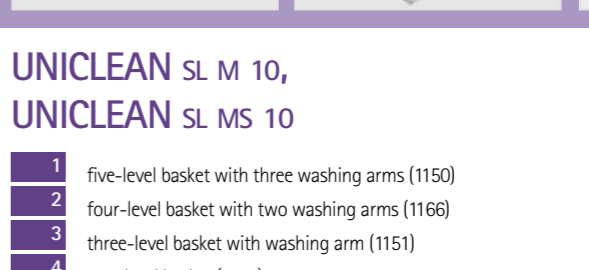 UNICLEAN SL M 10,
UNICLEAN SL MS 10
1 five-level basket with three washing arms (1150)
2 four-level basket with two washing arms (1166)
3 three-level basket with washing arm (1151)
4